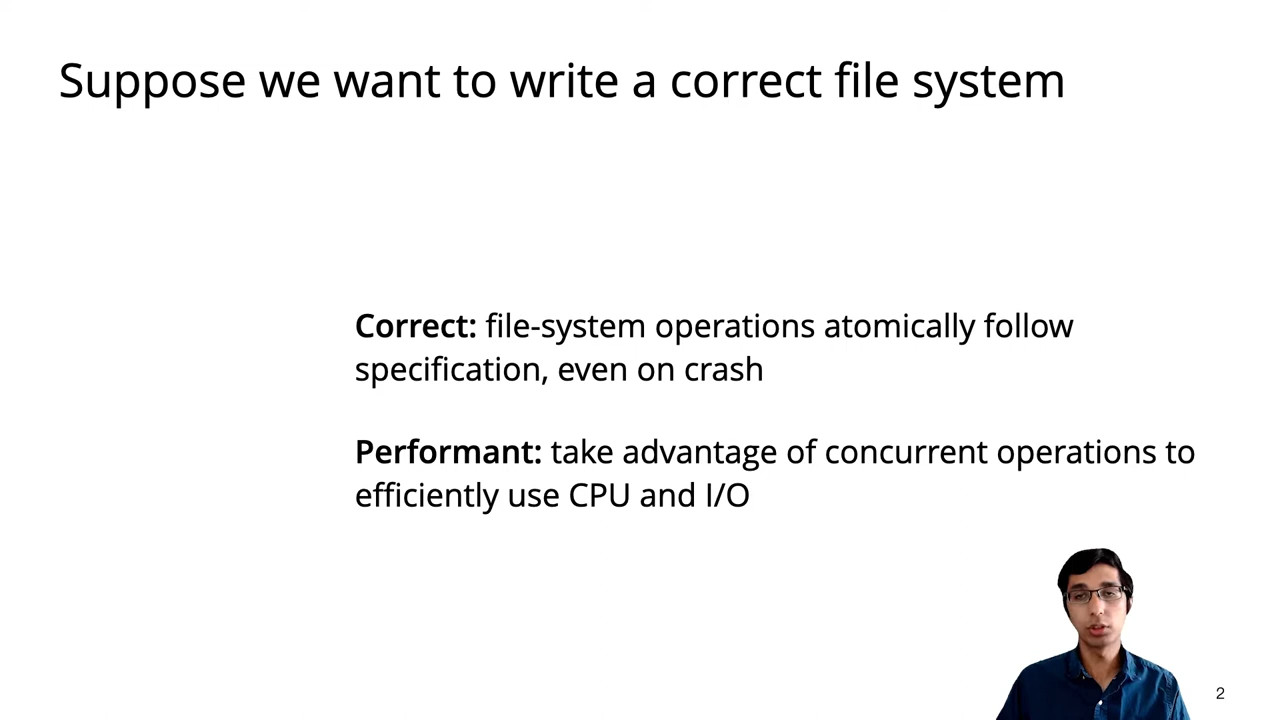 Suppose we want to write a correct file system
Correct: file-system operations atomically follow
specification, even on crash
Performant: take advantage of concurrent operations to
efficiently use CPU and I/O
2